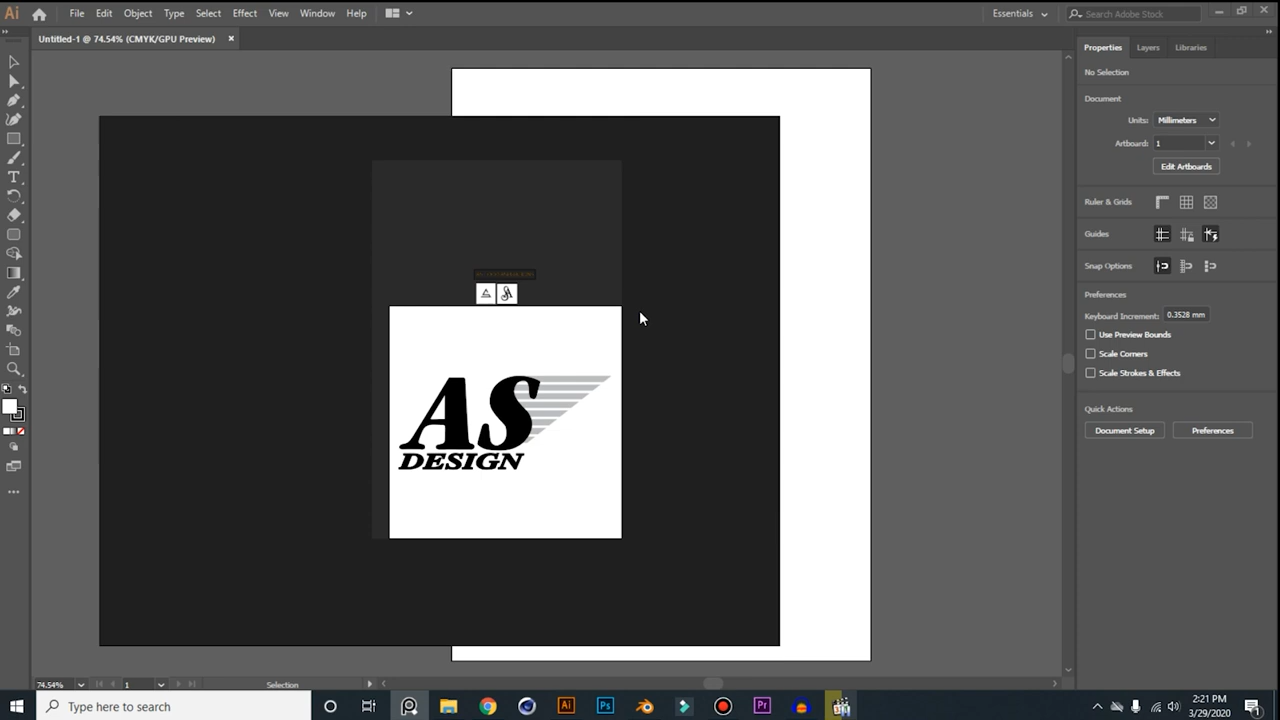 Ai File Edit Object Type Select Effect View Window Help Essentials Search Adobe Stock
Untitled-1 @ 74.54% (CMYK/GPU Preview)
Properties Layers Libraries
No Selection
Document
Units: Millimeters
Artboard: 1
Edit Artboards
Ruler & Grids
Guides
Snap Options
Preferences
Keyboard Increment: 0.3528 mm
Use Preview Bounds
Scale Corners
Scale Strokes & Effects
Quick Actions
Document Setup Preferences
AS
DESIGN
74.54% 1 Selection
Type here to search
Ai Ps Pr
2:21 PM
3/29/2020